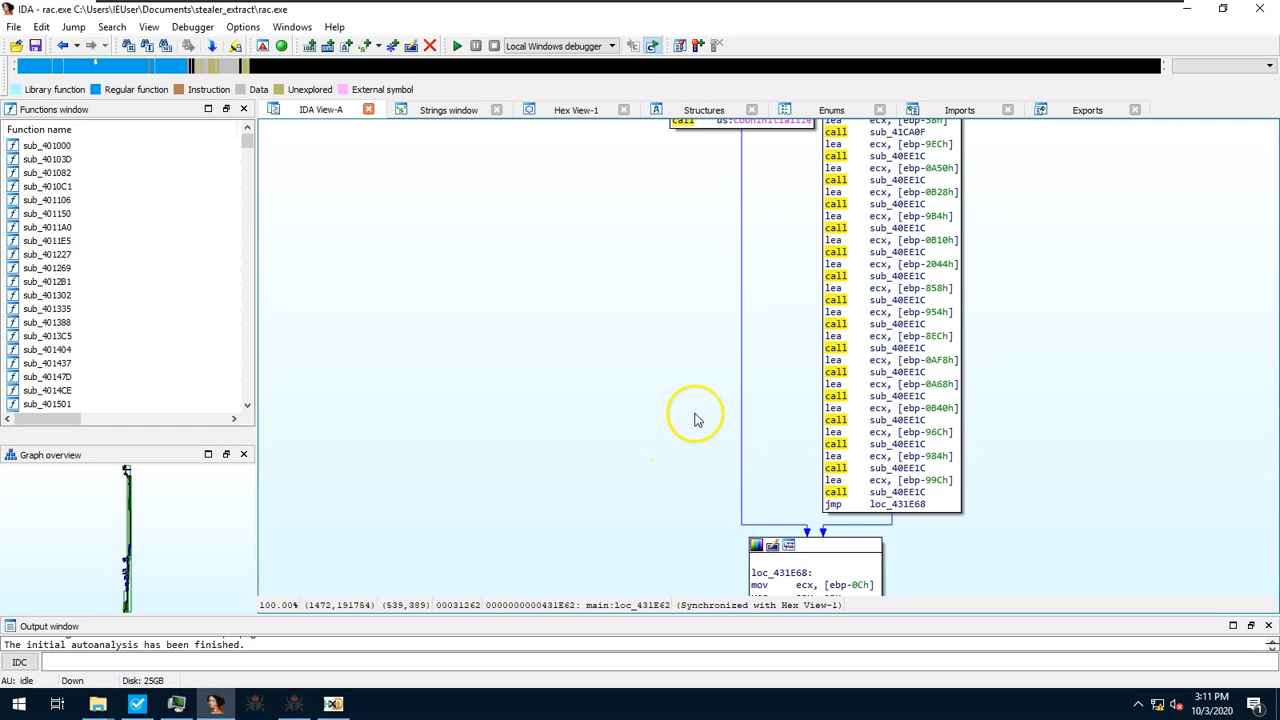 IDA - rac.exe C:\Users\IEUser\Documents\stealer_extract\rac.exe
File Edit Jump Search View Debugger Options Windows Help
Local Windows debugger
Library function Regular function Instruction Data Unexplored External symbol
Functions window
IDA View-A Strings window Hex View-1 Structures Enums Imports Exports
Function name
sub_401000
sub_40103D
sub_401082
sub_4010C1
sub_401106
sub_401150
sub_4011A0
sub_4011E5
sub_401227
sub_401269
sub_4012B1
sub_401302
sub_401335
sub_401388
sub_4013C5
sub_401404
sub_401437
sub_40147D
sub_4014CE
sub_401501
Graph overview
call ds:CoUninitialize
lea ecx, [ebp-58h]
call sub_41CA0F
lea ecx, [ebp-9ECh]
call sub_40EE1C
lea ecx, [ebp-0A50h]
call sub_40EE1C
lea ecx, [ebp-0B28h]
call sub_40EE1C
lea ecx, [ebp-9B4h]
call sub_40EE1C
lea ecx, [ebp-0B10h]
call sub_40EE1C
lea ecx, [ebp-2044h]
call sub_40EE1C
lea ecx, [ebp-858h]
call sub_40EE1C
lea ecx, [ebp-954h]
call sub_40EE1C
lea ecx, [ebp-8ECh]
call sub_40EE1C
lea ecx, [ebp-0AF8h]
call sub_40EE1C
lea ecx, [ebp-0A68h]
call sub_40EE1C
lea ecx, [ebp-0B40h]
call sub_40EE1C
lea ecx, [ebp-96Ch]
call sub_40EE1C
lea ecx, [ebp-984h]
call sub_40EE1C
lea ecx, [ebp-99Ch]
call sub_40EE1C
jmp loc_431E68
loc_431E68:
mov ecx, [ebp-0Ch]
100.00% (1472,191754) (539,389) 00031262 0000000000431E62: main:loc_431E62 (Synchronized with Hex View-1)
Output window
The initial autoanalysis has been finished.
IDC
AU: idle Down Disk: 25GB
3:11 PM
10/3/2020